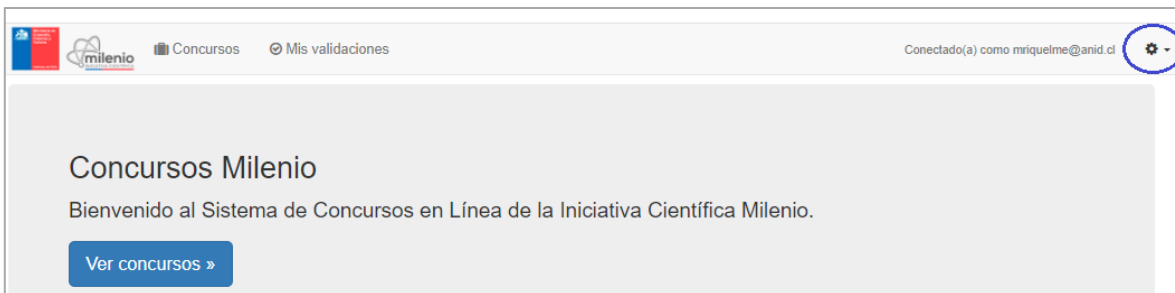 milenio
Concursos
Mis validaciones
Conectado(a) como mriquelme@anid.cl
Concursos Milenio
Bienvenido al Sistema de Concursos en Línea de la Iniciativa Científica Milenio.
Ver concursos »